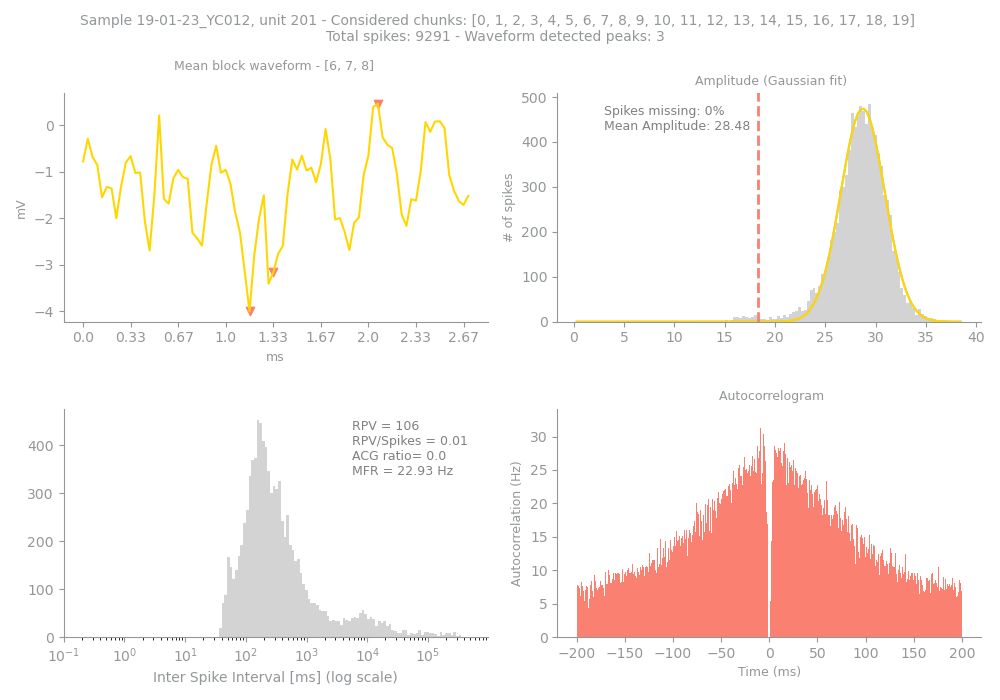 Sample 19-01-23_YC012, unit 201 - Considered chunks: [0, 1, 2, 3, 4, 5, 6, 7, 8, 9, 10, 11, 12, 13, 14, 15, 16, 17, 18, 19]
Total spikes: 9291 - Waveform detected peaks: 3
Mean block waveform - [6, 7, 8]
0
−1
−2
−3
−4
mV
0.0 0.33 0.67 1.0 1.33 1.67 2.0 2.33 2.67
ms
Amplitude (Gaussian fit)
Spikes missing: 0%
Mean Amplitude: 28.48
500
400
300
200
100
0
# of spikes
0 5 10 15 20 25 30 35 40
RPV = 106
RPV/Spikes = 0.01
ACG ratio= 0.0
MFR = 22.93 Hz
400
300
200
100
0
10⁻¹ 10⁰ 10¹ 10² 10³ 10⁴ 10⁵
Inter Spike Interval [ms] (log scale)
Autocorrelogram
30
25
20
15
10
5
0
Autocorrelation (Hz)
−200 −150 −100 −50 0 50 100 150 200
Time (ms)